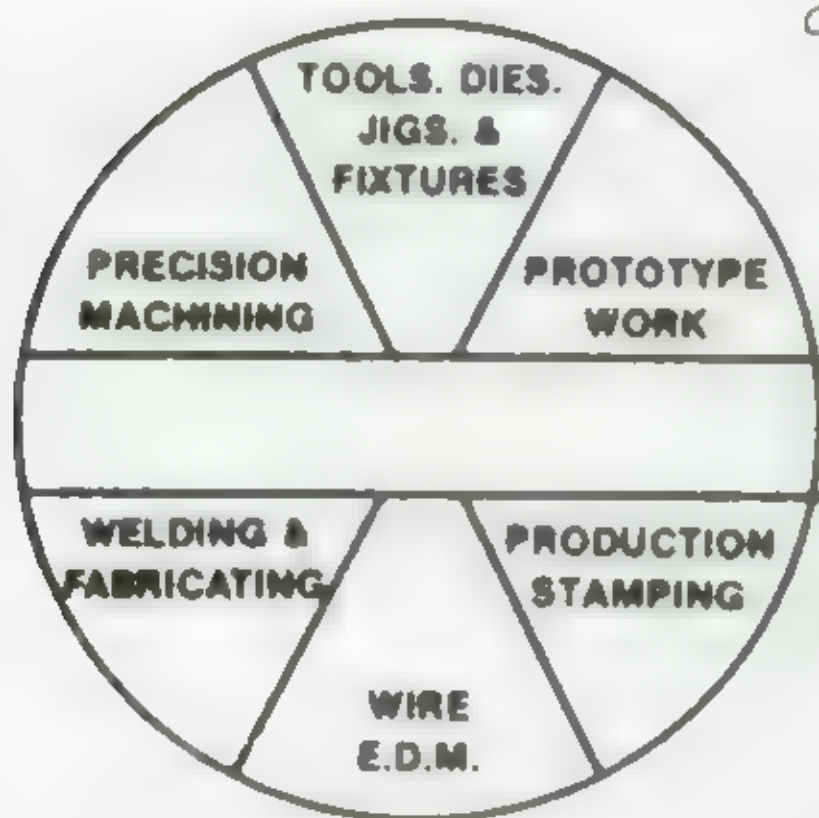 TOOLS. DIES.
JIGS. &
FIXTURES
PRECISION
MACHINING
PROTOTYPE
WORK
WELDING &
FABRICATING
PRODUCTION
STAMPING
WIRE
E.D.M.